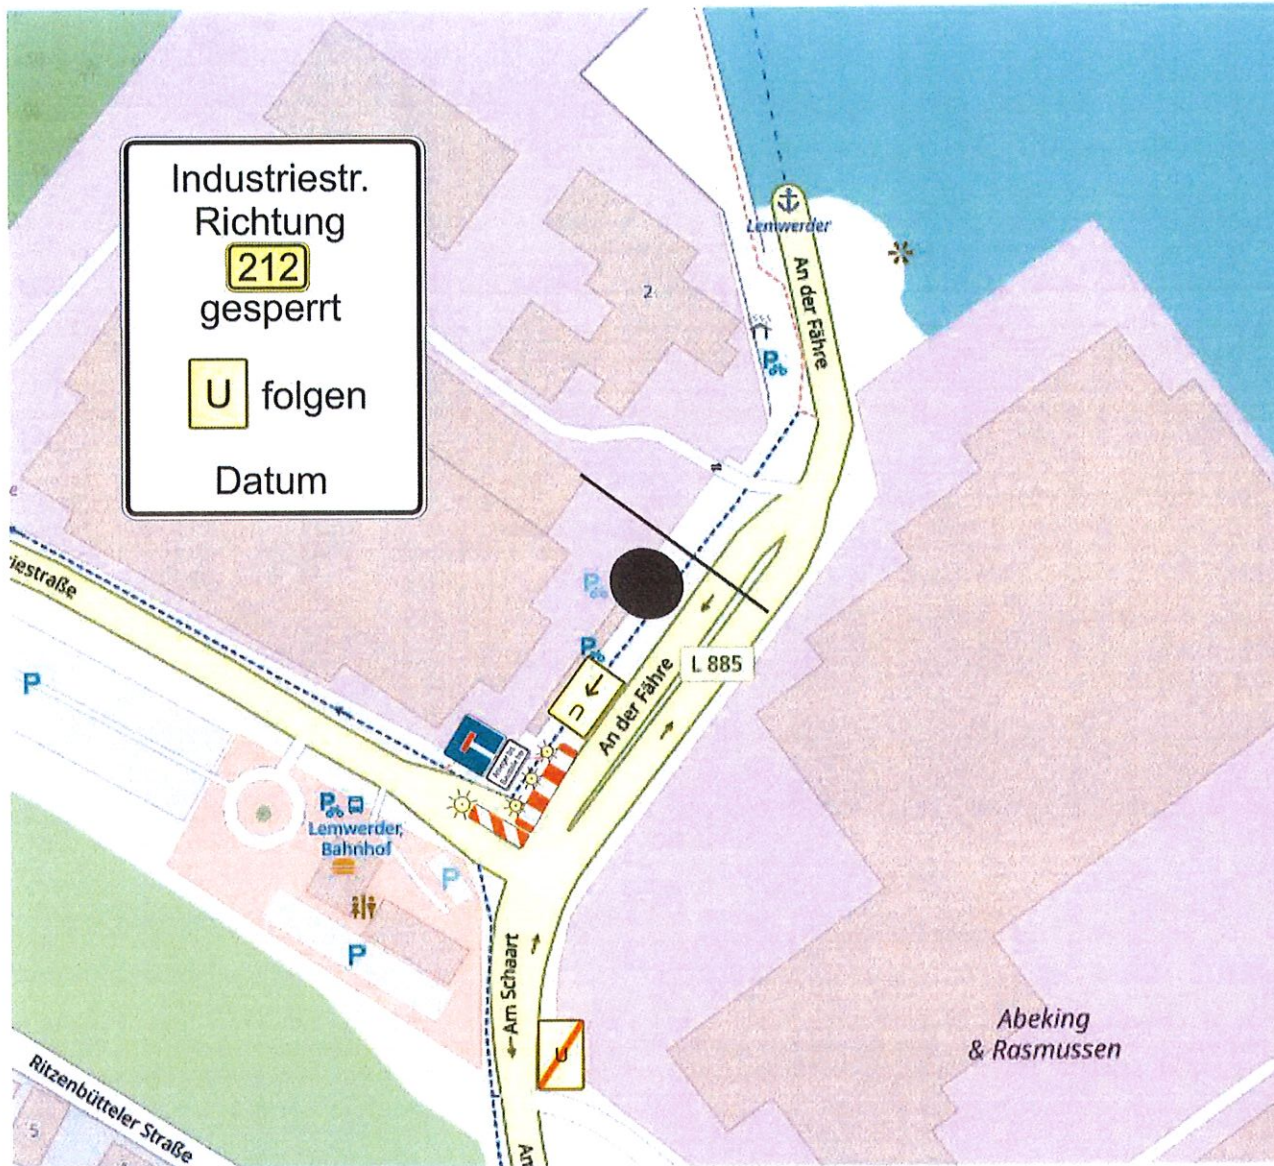 Industriestr.
Richtung
212
gesperrt
U folgen
Datum
Lemwerder
An der Fähre
2
P
P
P
An der Fähre
L 885
U
iestraße
P
P
Lemwerder,
Bahnhof
P
P
Am Schaart
U
Abeking
& Rasmussen
Ritzenbütteler Straße
5
An
e